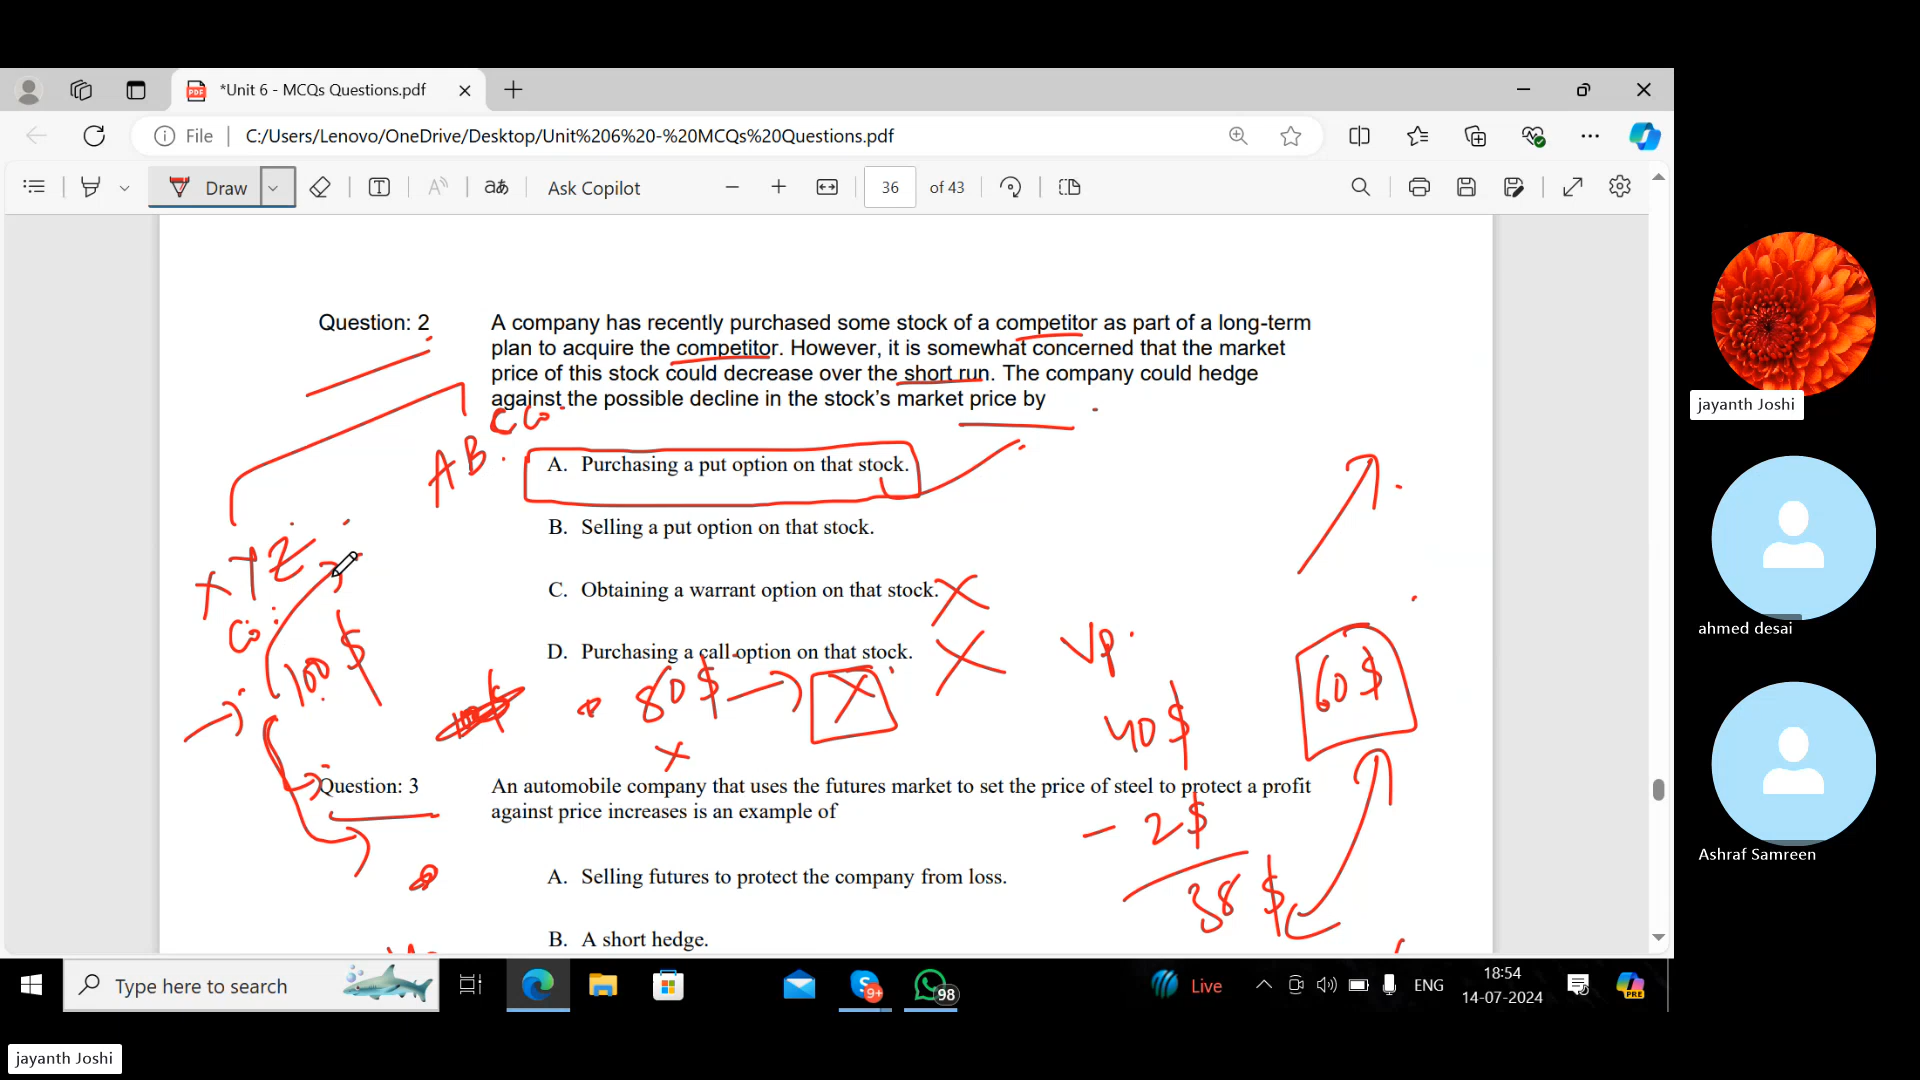 *Unit 6 - MCQs Questions.pdf
File
C:/Users/Lenovo/OneDrive/Desktop/Unit%206%20-%20MCQs%20Questions.pdf
Draw
Ask Copilot
36 of 43
Question: 2
A company has recently purchased some stock of a competitor as part of a long-term
plan to acquire the competitor. However, it is somewhat concerned that the market
price of this stock could decrease over the short run. The company could hedge
against the possible decline in the stock's market price by
ABC Co.
A. Purchasing a put option on that stock.
B. Selling a put option on that stock.
XYZ
Co.
C. Obtaining a warrant option on that stock.
D. Purchasing a call option on that stock.
100 $
80 $
VP
40 $
60 $
- 2 $
38 $
Question: 3
An automobile company that uses the futures market to set the price of steel to protect a profit
against price increases is an example of
A. Selling futures to protect the company from loss.
B. A short hedge.
Type here to search
9+
98
Live
ENG
18:54
14-07-2024
PRE
jayanth Joshi
ahmed desai
Ashraf Samreen
jayanth Joshi